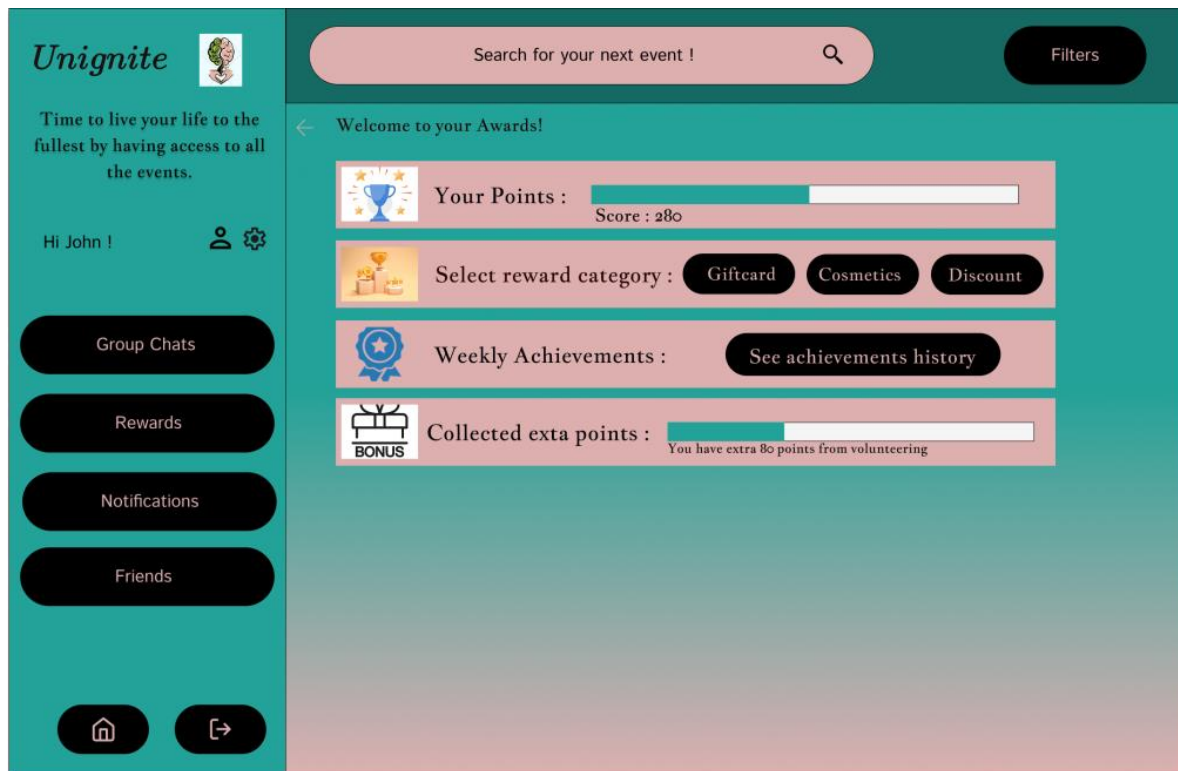 Unignite
Time to live your life to the
fullest by having access to all
the events.
Hi John !
Group Chats
Rewards
Notifications
Friends
Search for your next event !
Filters
Welcome to your Awards!
Your Points :
Score : 280
Select reward category :
Giftcard
Cosmetics
Discount
Weekly Achievements :
See achievements history
BONUS
Collected exta points :
You have extra 80 points from volunteering